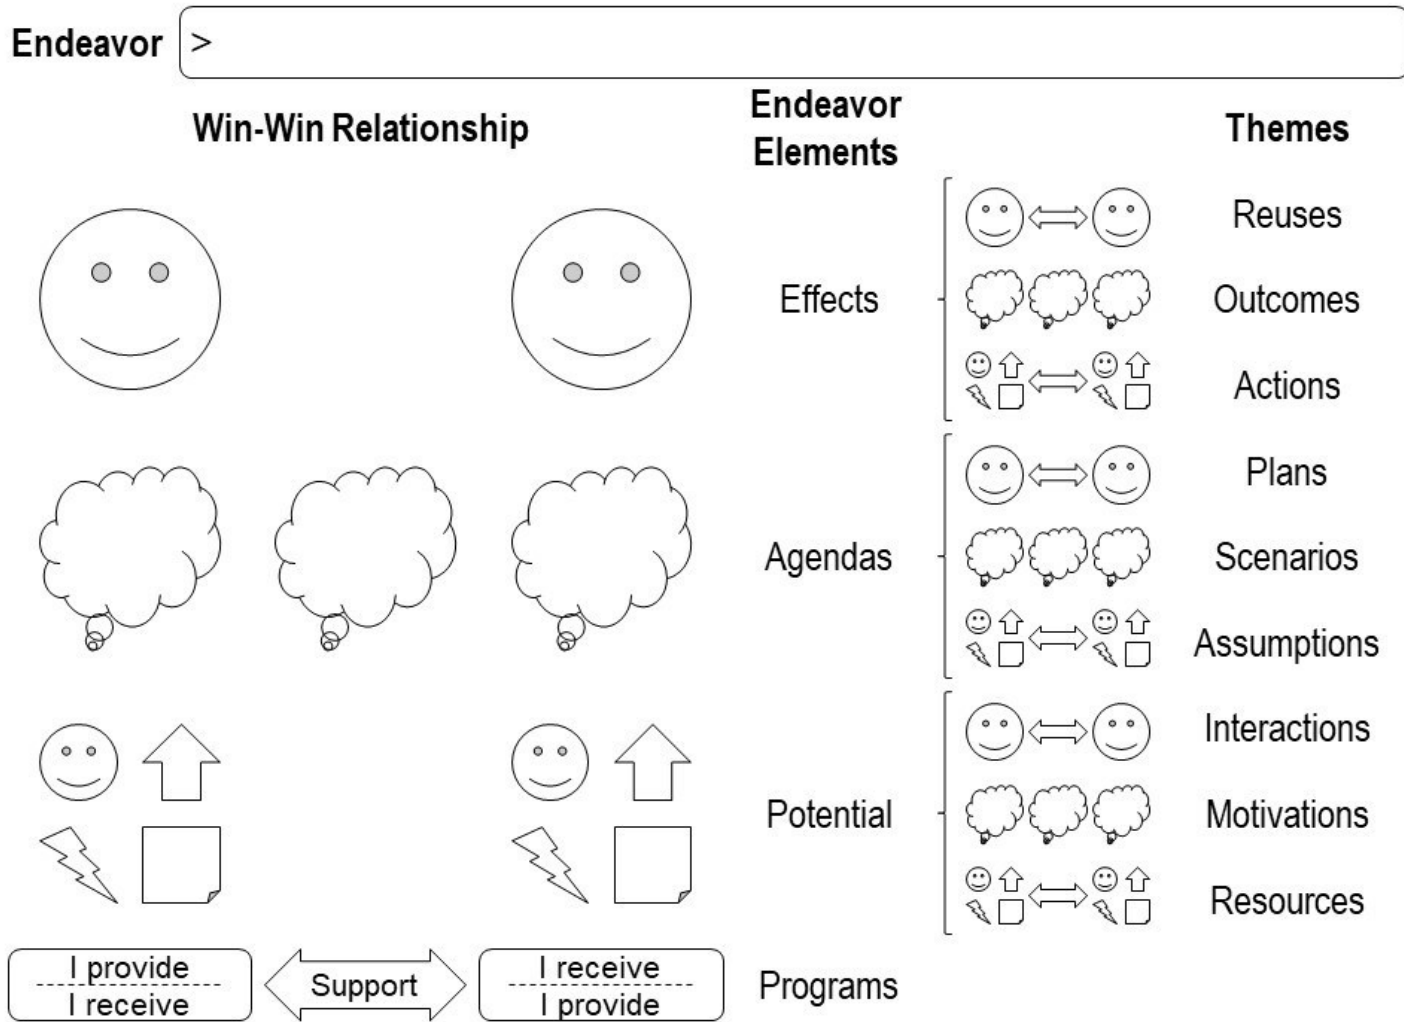 Endeavor >
Win-Win Relationship
Endeavor
Elements
Themes
Effects
Reuses
Outcomes
Actions
Agendas
Plans
Scenarios
Assumptions
Potential
Interactions
Motivations
Resources
I provide
I receive
Support
I receive
I provide
Programs